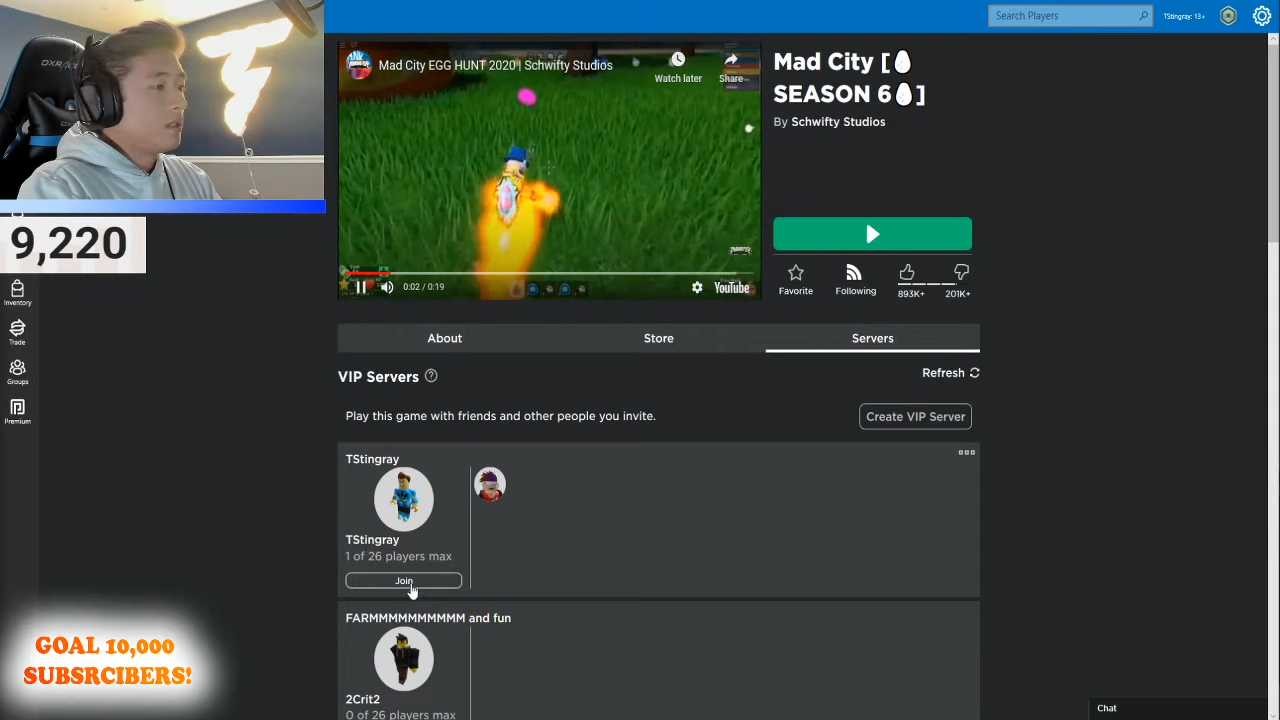 Search Players
TStingray: 13+
DXRACER
Mad City EGG HUNT 2020 | Schwifty Studios
Watch later
Share
Mad City [🥚
SEASON 6🥚]
By Schwifty Studios
9,220
0:02 / 0:19
YouTube
Favorite
Following
893K+
201K+
Inventory
Trade
Groups
Premium
About
Store
Servers
VIP Servers
Refresh
Play this game with friends and other people you invite.
Create VIP Server
TStingray
TStingray
1 of 26 players max
Join
FARMMMMMMMMMM and fun
2Crit2
0 of 26 players max
GOAL 10,000
SUBSRCIBERS!
Chat